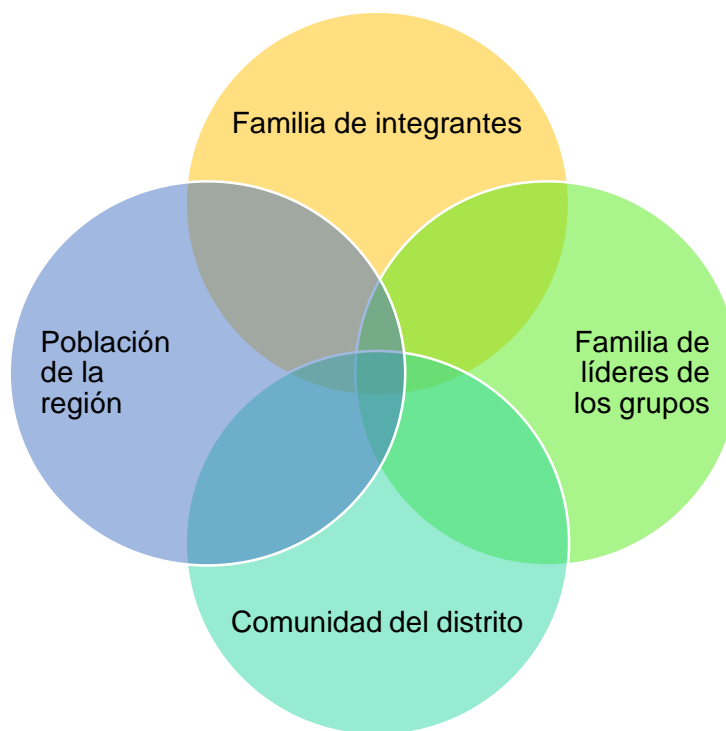 Familia de integrantes
Población
de la
región
Familia de
líderes de
los grupos
Comunidad del distrito